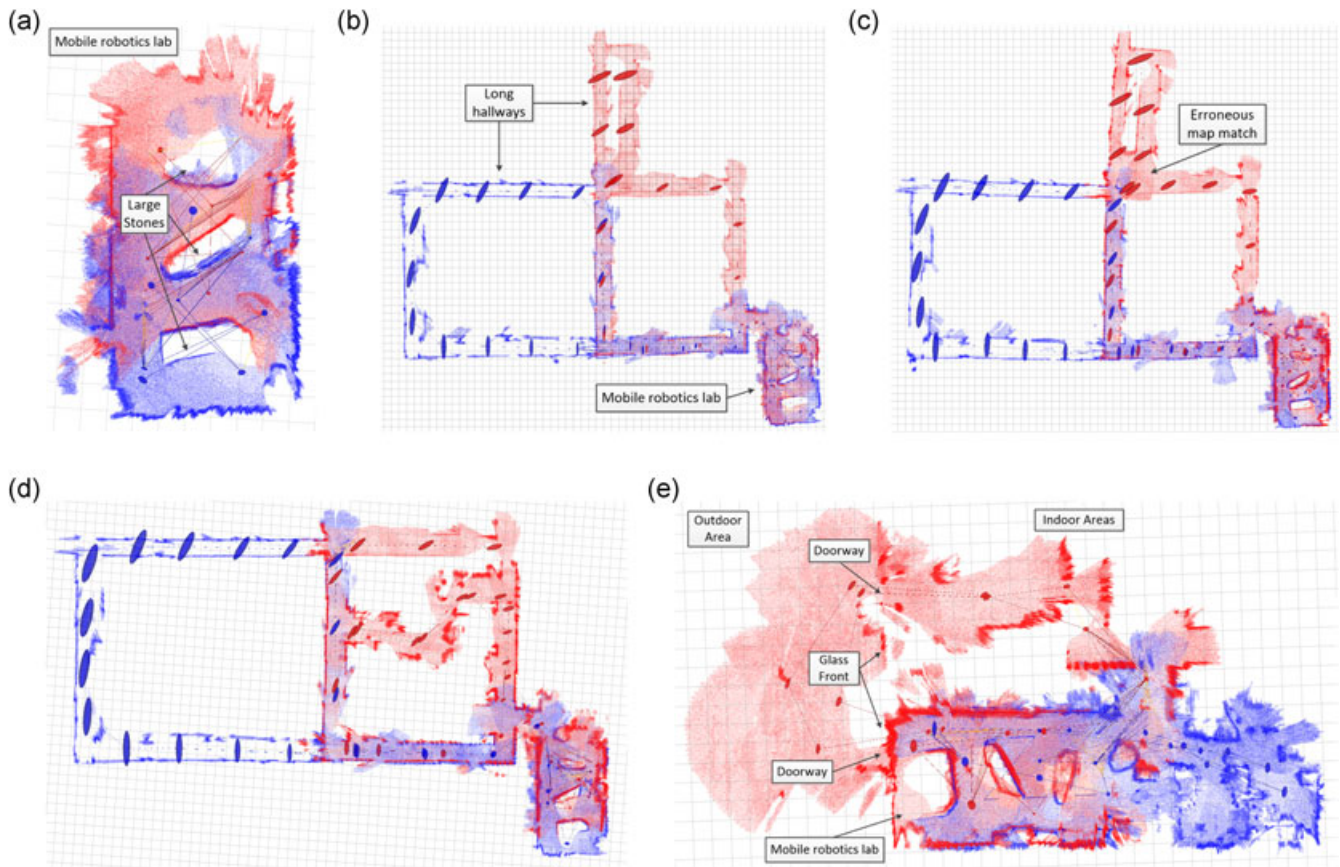 (a)
Mobile robotics lab
Large
Stones
(b)
Long
hallways
Mobile robotics lab
(c)
Erroneous
map match
(d)
(e)
Outdoor
Area
Indoor Areas
Doorway
Glass
Front
Doorway
Mobile robotics lab